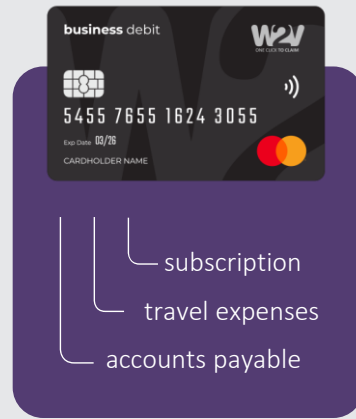 business debit
W2V
ONE CLICK TO CLAIM
5455 7655 1624 3055
Exp Date 03/26
CARDHOLDER NAME
subscription
travel expenses
accounts payable